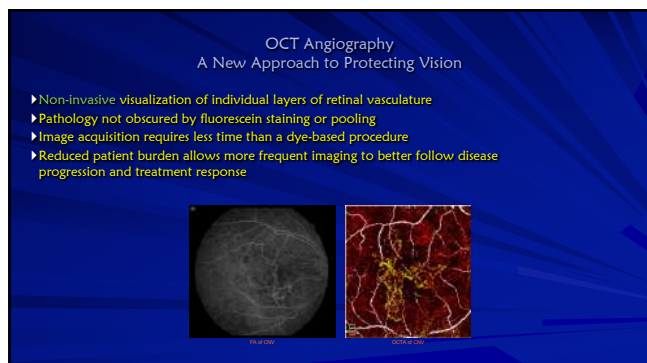 OCT Angiography
A New Approach to Protecting Vision
Non-invasive visualization of individual layers of retinal vasculature
Pathology not obscured by fluorescein staining or pooling
Image acquisition requires less time than a dye-based procedure
Reduced patient burden allows more frequent imaging to better follow disease
progression and treatment response
FA of CNV
OCTA of CNV